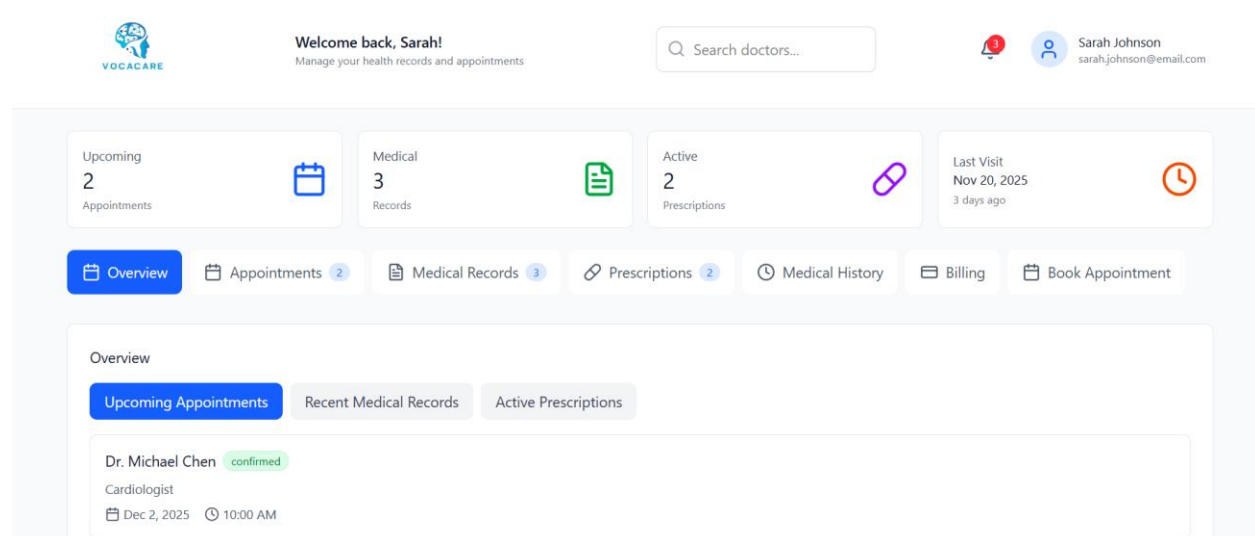 VOCACARE
Welcome back, Sarah!
Manage your health records and appointments
Search doctors...
3
Sarah Johnson
sarah.johnson@email.com
Upcoming
2
Appointments
Medical
3
Records
Active
2
Prescriptions
Last Visit
Nov 20, 2025
3 days ago
Overview
Appointments 2
Medical Records 3
Prescriptions 2
Medical History
Billing
Book Appointment
Overview
Upcoming Appointments
Recent Medical Records
Active Prescriptions
Dr. Michael Chen confirmed
Cardiologist
Dec 2, 2025 10:00 AM